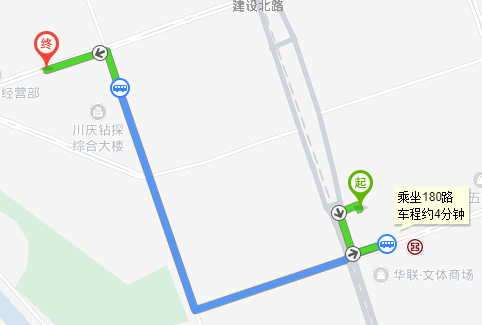 建设北路
终
经营部
川庆钻探
综合大楼
起
乘坐180路
车程约4分钟
五
华联·文体商场